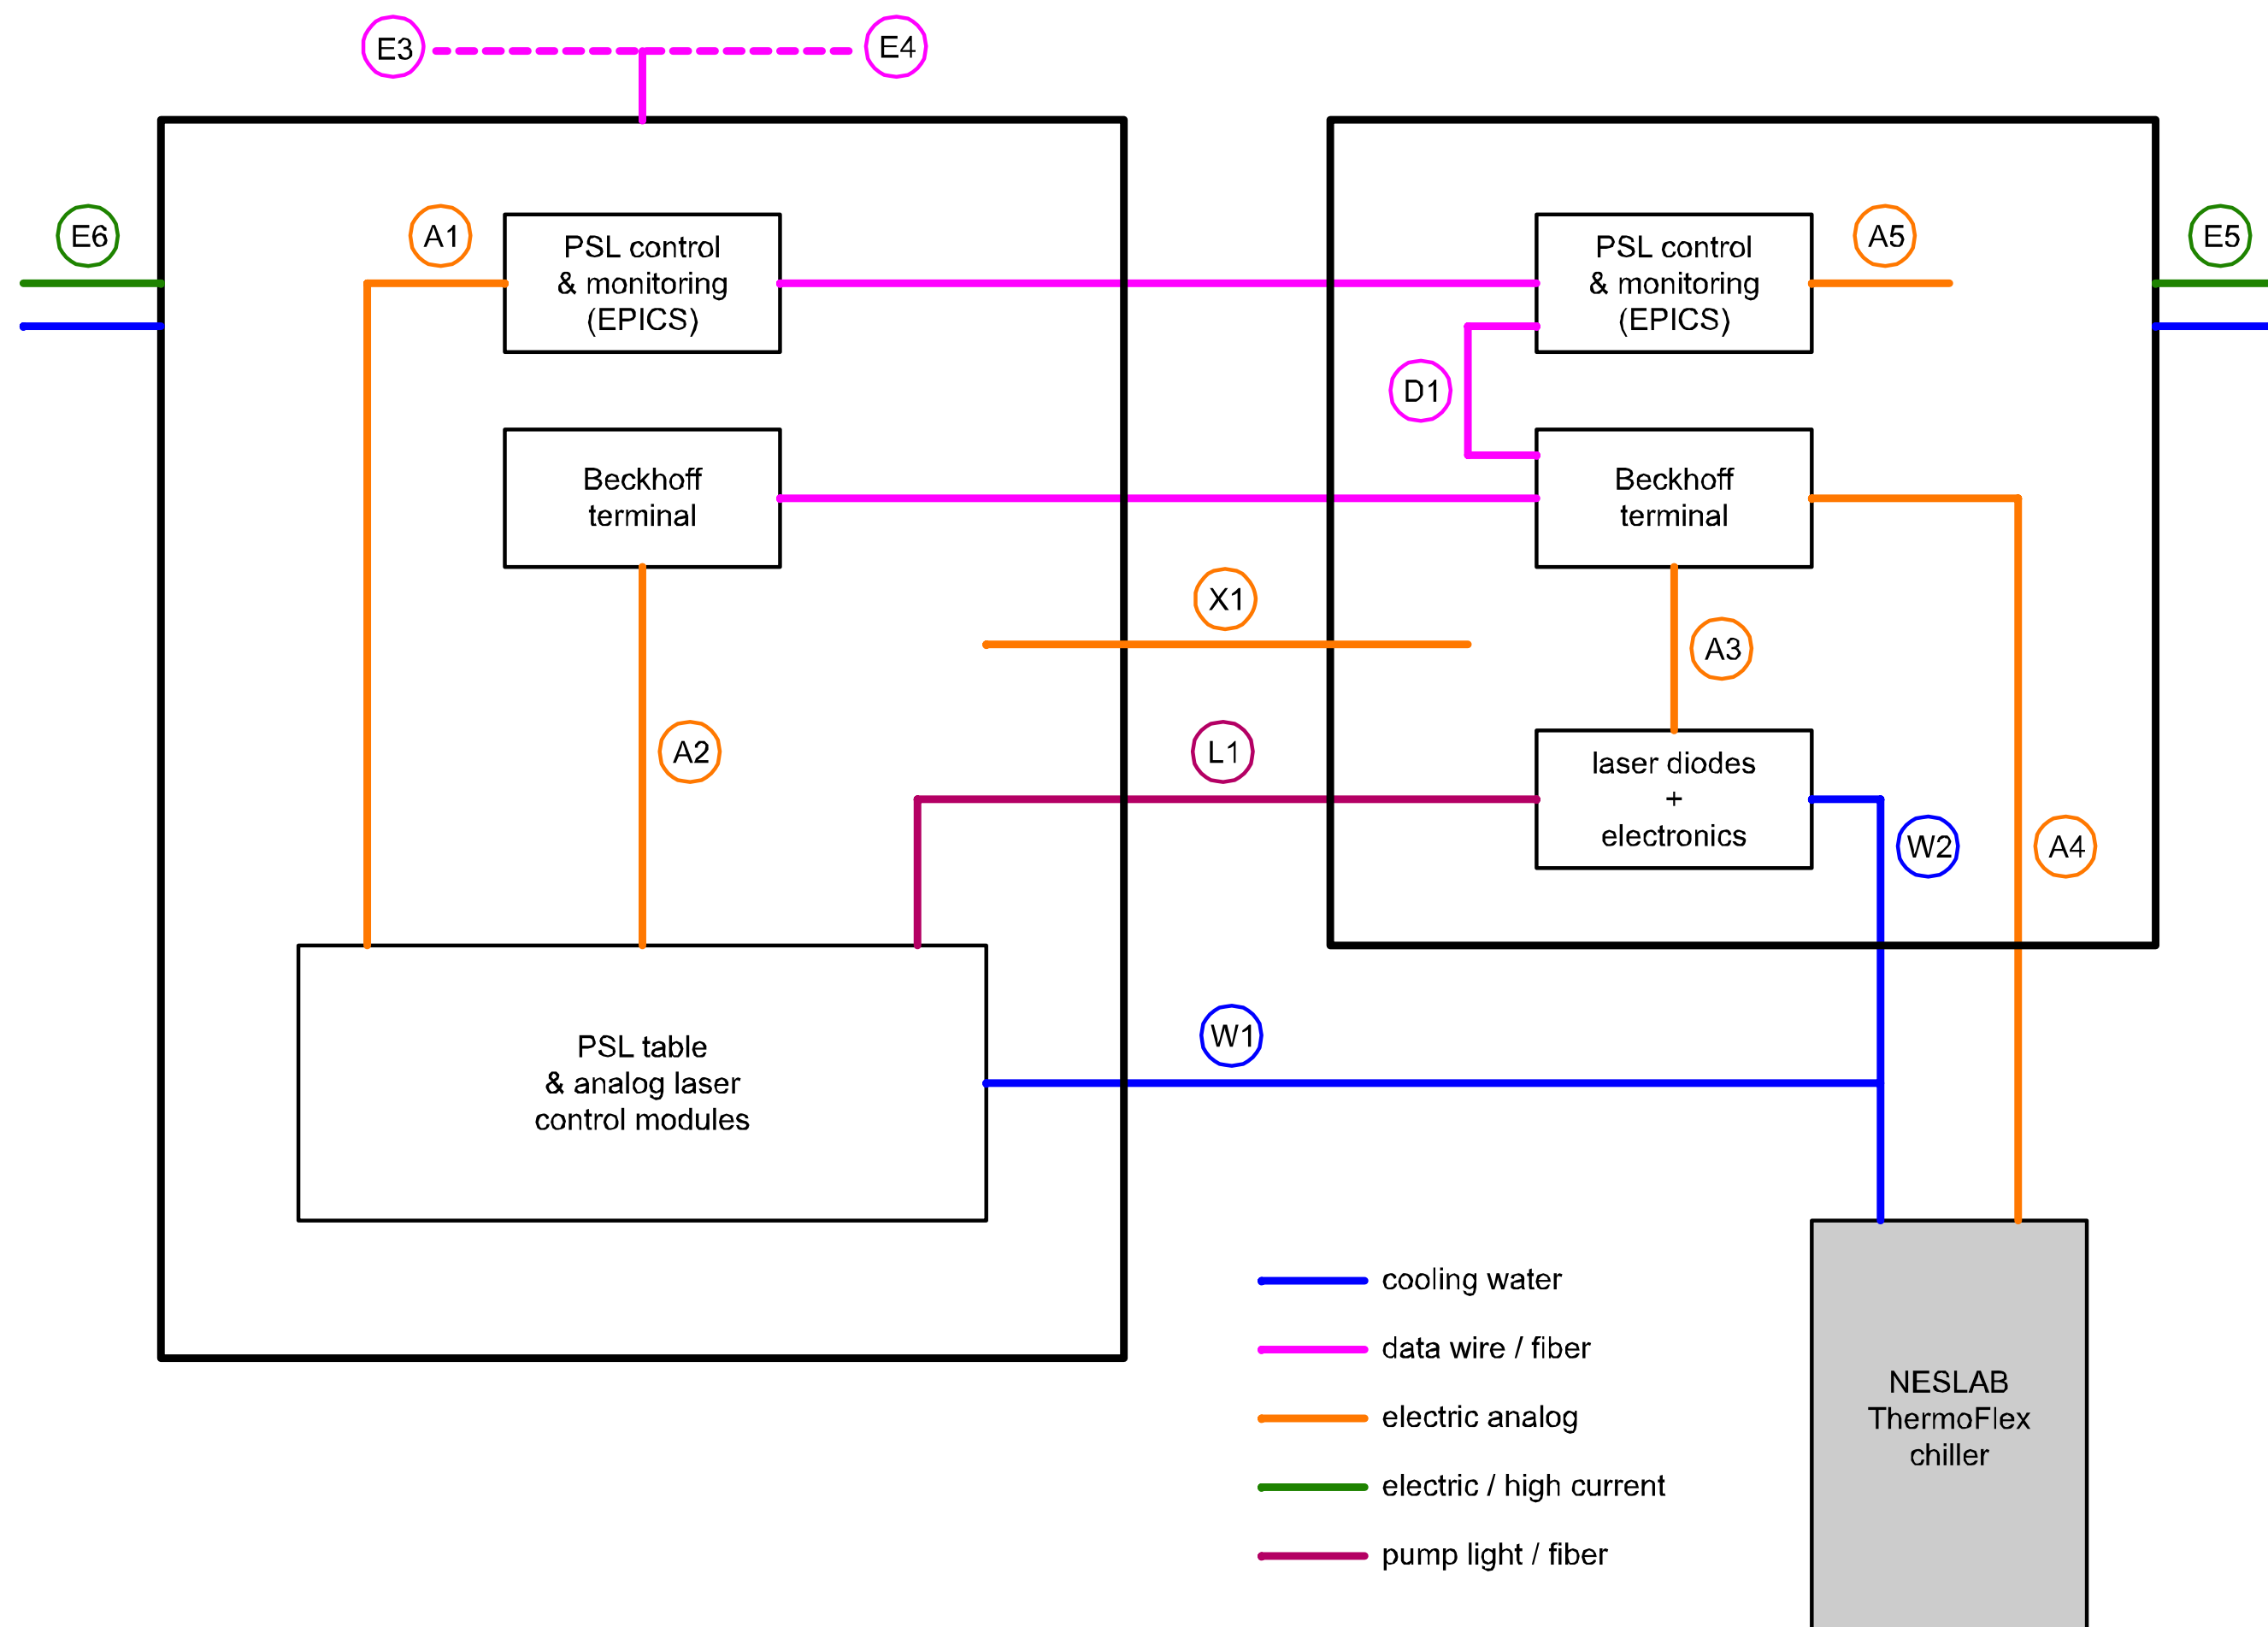 E3
E4
E6
A1
PSL control
& monitoring
(EPICS)
PSL control
& monitoring
(EPICS)
A5
E5
D1
Beckhoff
terminal
Beckhoff
terminal
X1
A3
A2
L1
laser diodes
+
electronics
W2
A4
W1
PSL table
& analog laser
control modules
cooling water
data wire / fiber
electric analog
electric / high current
pump light / fiber
NESLAB
ThermoFlex
chiller